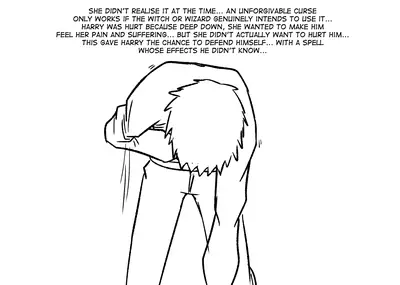 SHE DIDN'T REALISE IT AT THE TIME... AN UNFORGIVABLE CURSE
ONLY WORKS IF THE WITCH OR WIZARD GENUINELY INTENDS TO USE IT...
HARRY WAS HURT BECAUSE DEEP DOWN, SHE WANTED TO MAKE HIM
FEEL HER PAIN AND SUFFERING... BUT SHE DIDN'T ACTUALLY WANT TO HURT HIM...
THIS GAVE HARRY THE CHANCE TO DEFEND HIMSELF... WITH A SPELL
WHOSE EFFECTS HE DIDN'T KNOW...